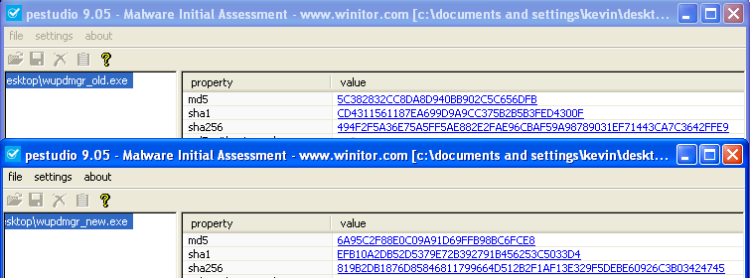 pestudio 9.05 - Malware Initial Assessment - www.winitor.com [c:\documents and settings\kevin\deskt...
file settings about
esktop\wupdmgr_old.exe
property value
md5 5C382832CC8DA8D940BB902C5C656DFB
sha1 CD4311561187EA699D9A9CC375B2B5B3FED4300F
sha256 494F2F5A36E75A5FF5AE882E2FAE96CBAF59A98789031EF71443CA7C3642FFE9
pestudio 9.05 - Malware Initial Assessment - www.winitor.com [c:\documents and settings\kevin\deskt...
file settings about
sktop\wupdmgr_new.exe
property value
md5 6A95C2F88E0C09A91D69FFB98BC6FCE8
sha1 EFB10A2DB52D5379E72B392791B456253C5033D4
sha256 819B2DB1876D85846811799664D512B2F1AF13E329F5DEBE60926C3B03424745